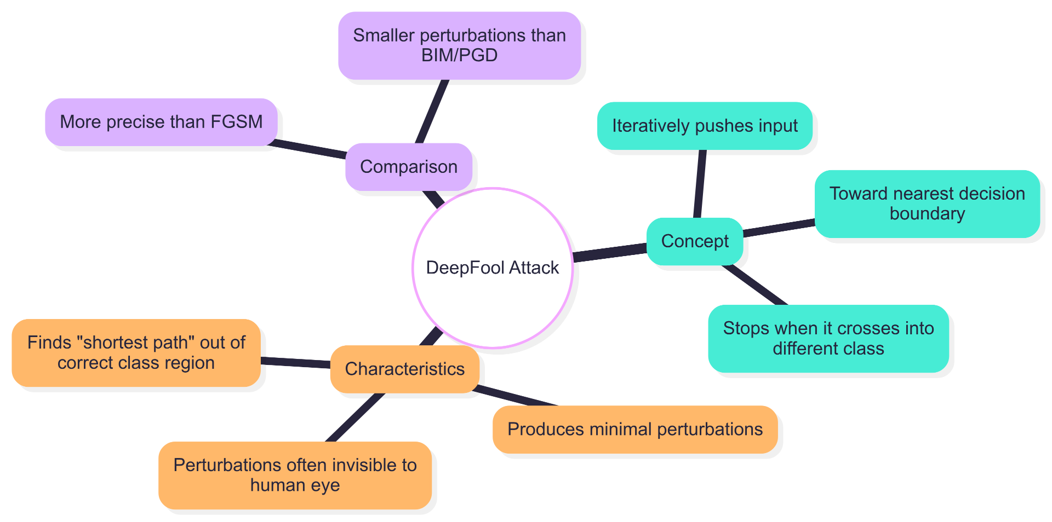 Smaller perturbations than
BIM/PGD
More precise than FGSM
Comparison
Iteratively pushes input
Toward nearest decision
boundary
Concept
DeepFool Attack
Stops when it crosses into
different class
Finds "shortest path" out of
correct class region
Characteristics
Produces minimal perturbations
Perturbations often invisible to
human eye